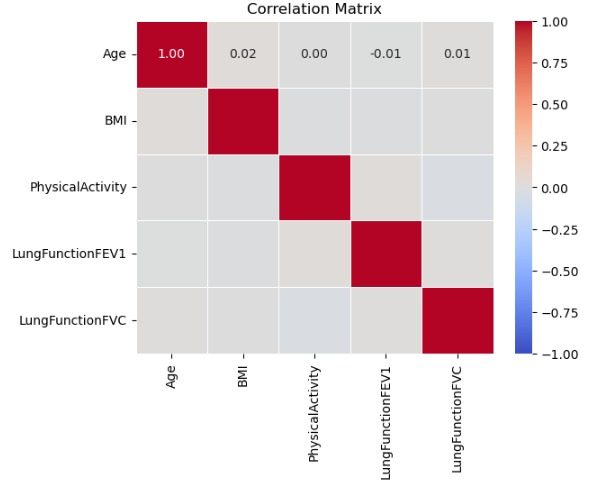 Correlation Matrix
Age
1.00 0.02 0.00 -0.01 0.01
BMI
PhysicalActivity
LungFunctionFEV1
LungFunctionFVC
Age
BMI
PhysicalActivity
LungFunctionFEV1
LungFunctionFVC
1.00
0.75
0.50
0.25
0.00
−0.25
−0.50
−0.75
−1.00